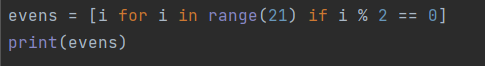 evens = [i for i in range(21) if i % 2 == 0]
print(evens)